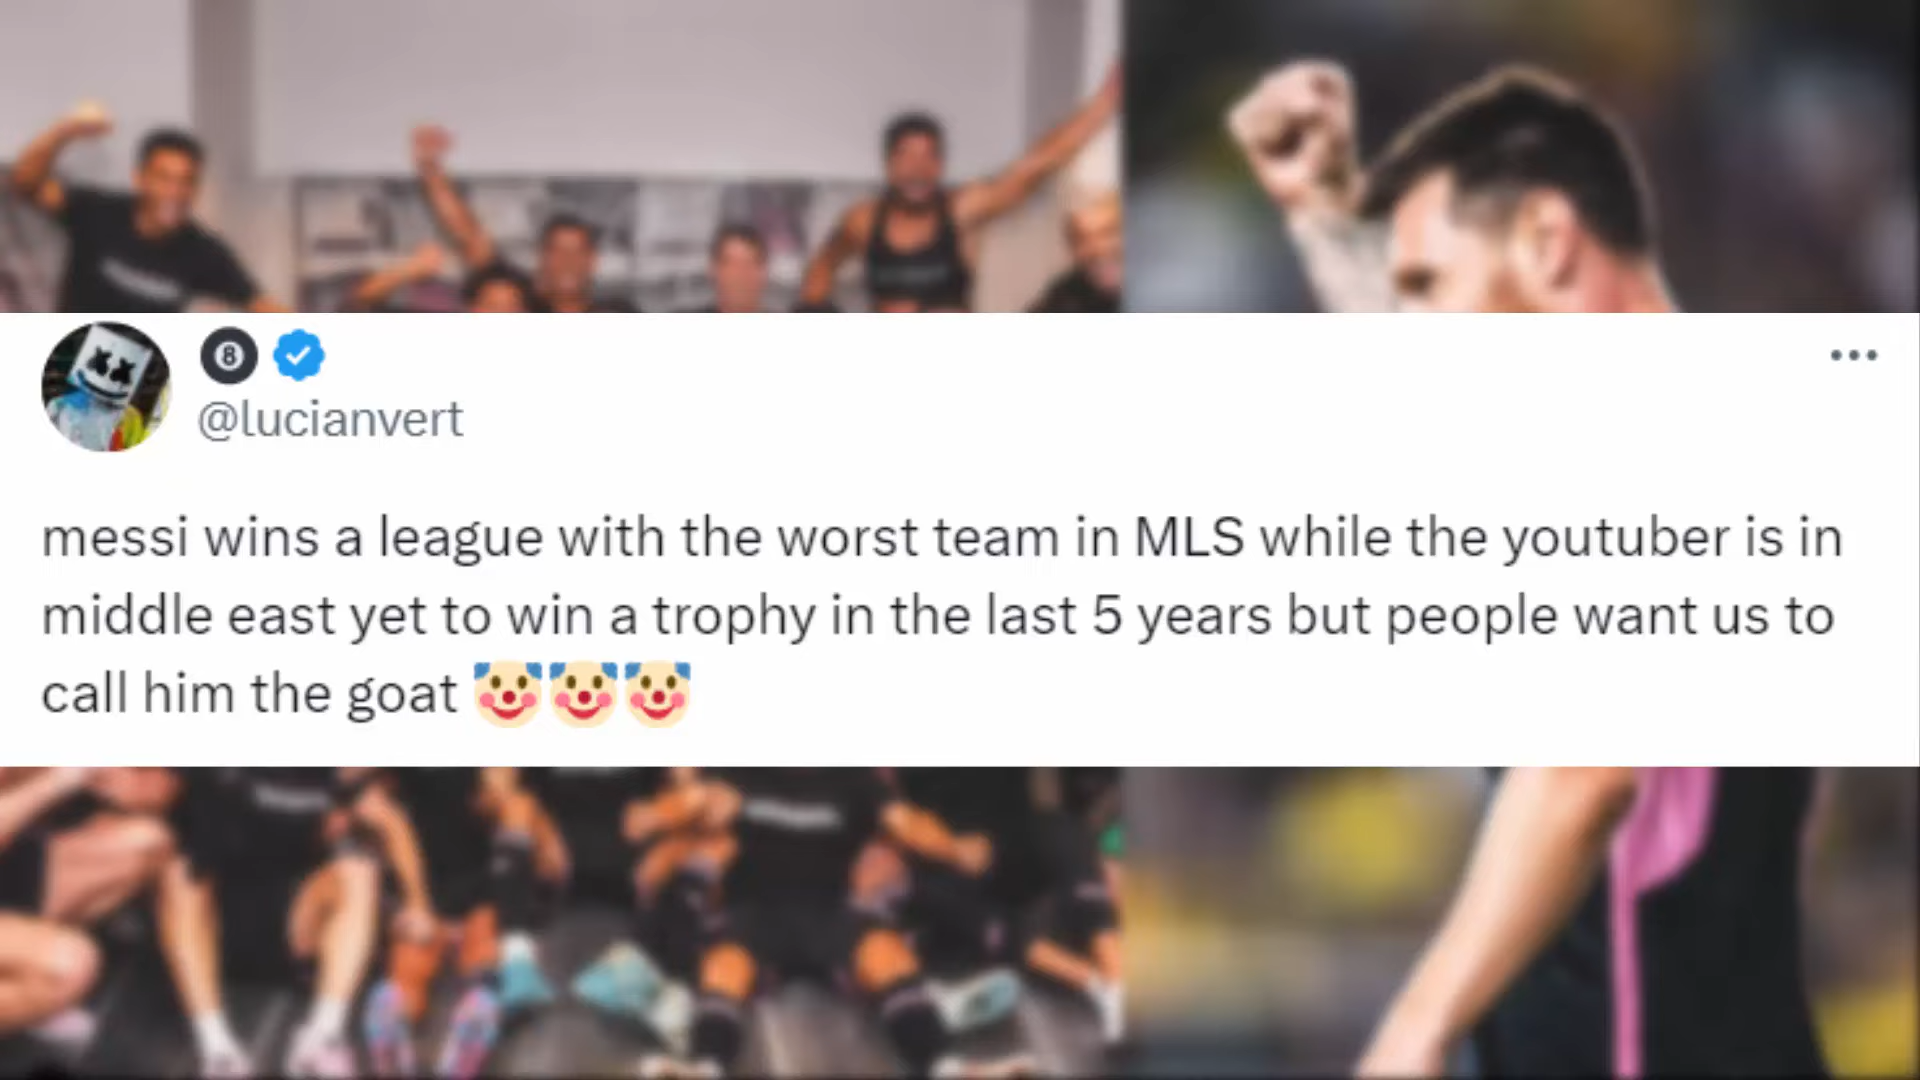 8
@lucianvert
messi wins a league with the worst team in MLS while the youtuber is in
middle east yet to win a trophy in the last 5 years but people want us to
call him the goat 🤡🤡🤡